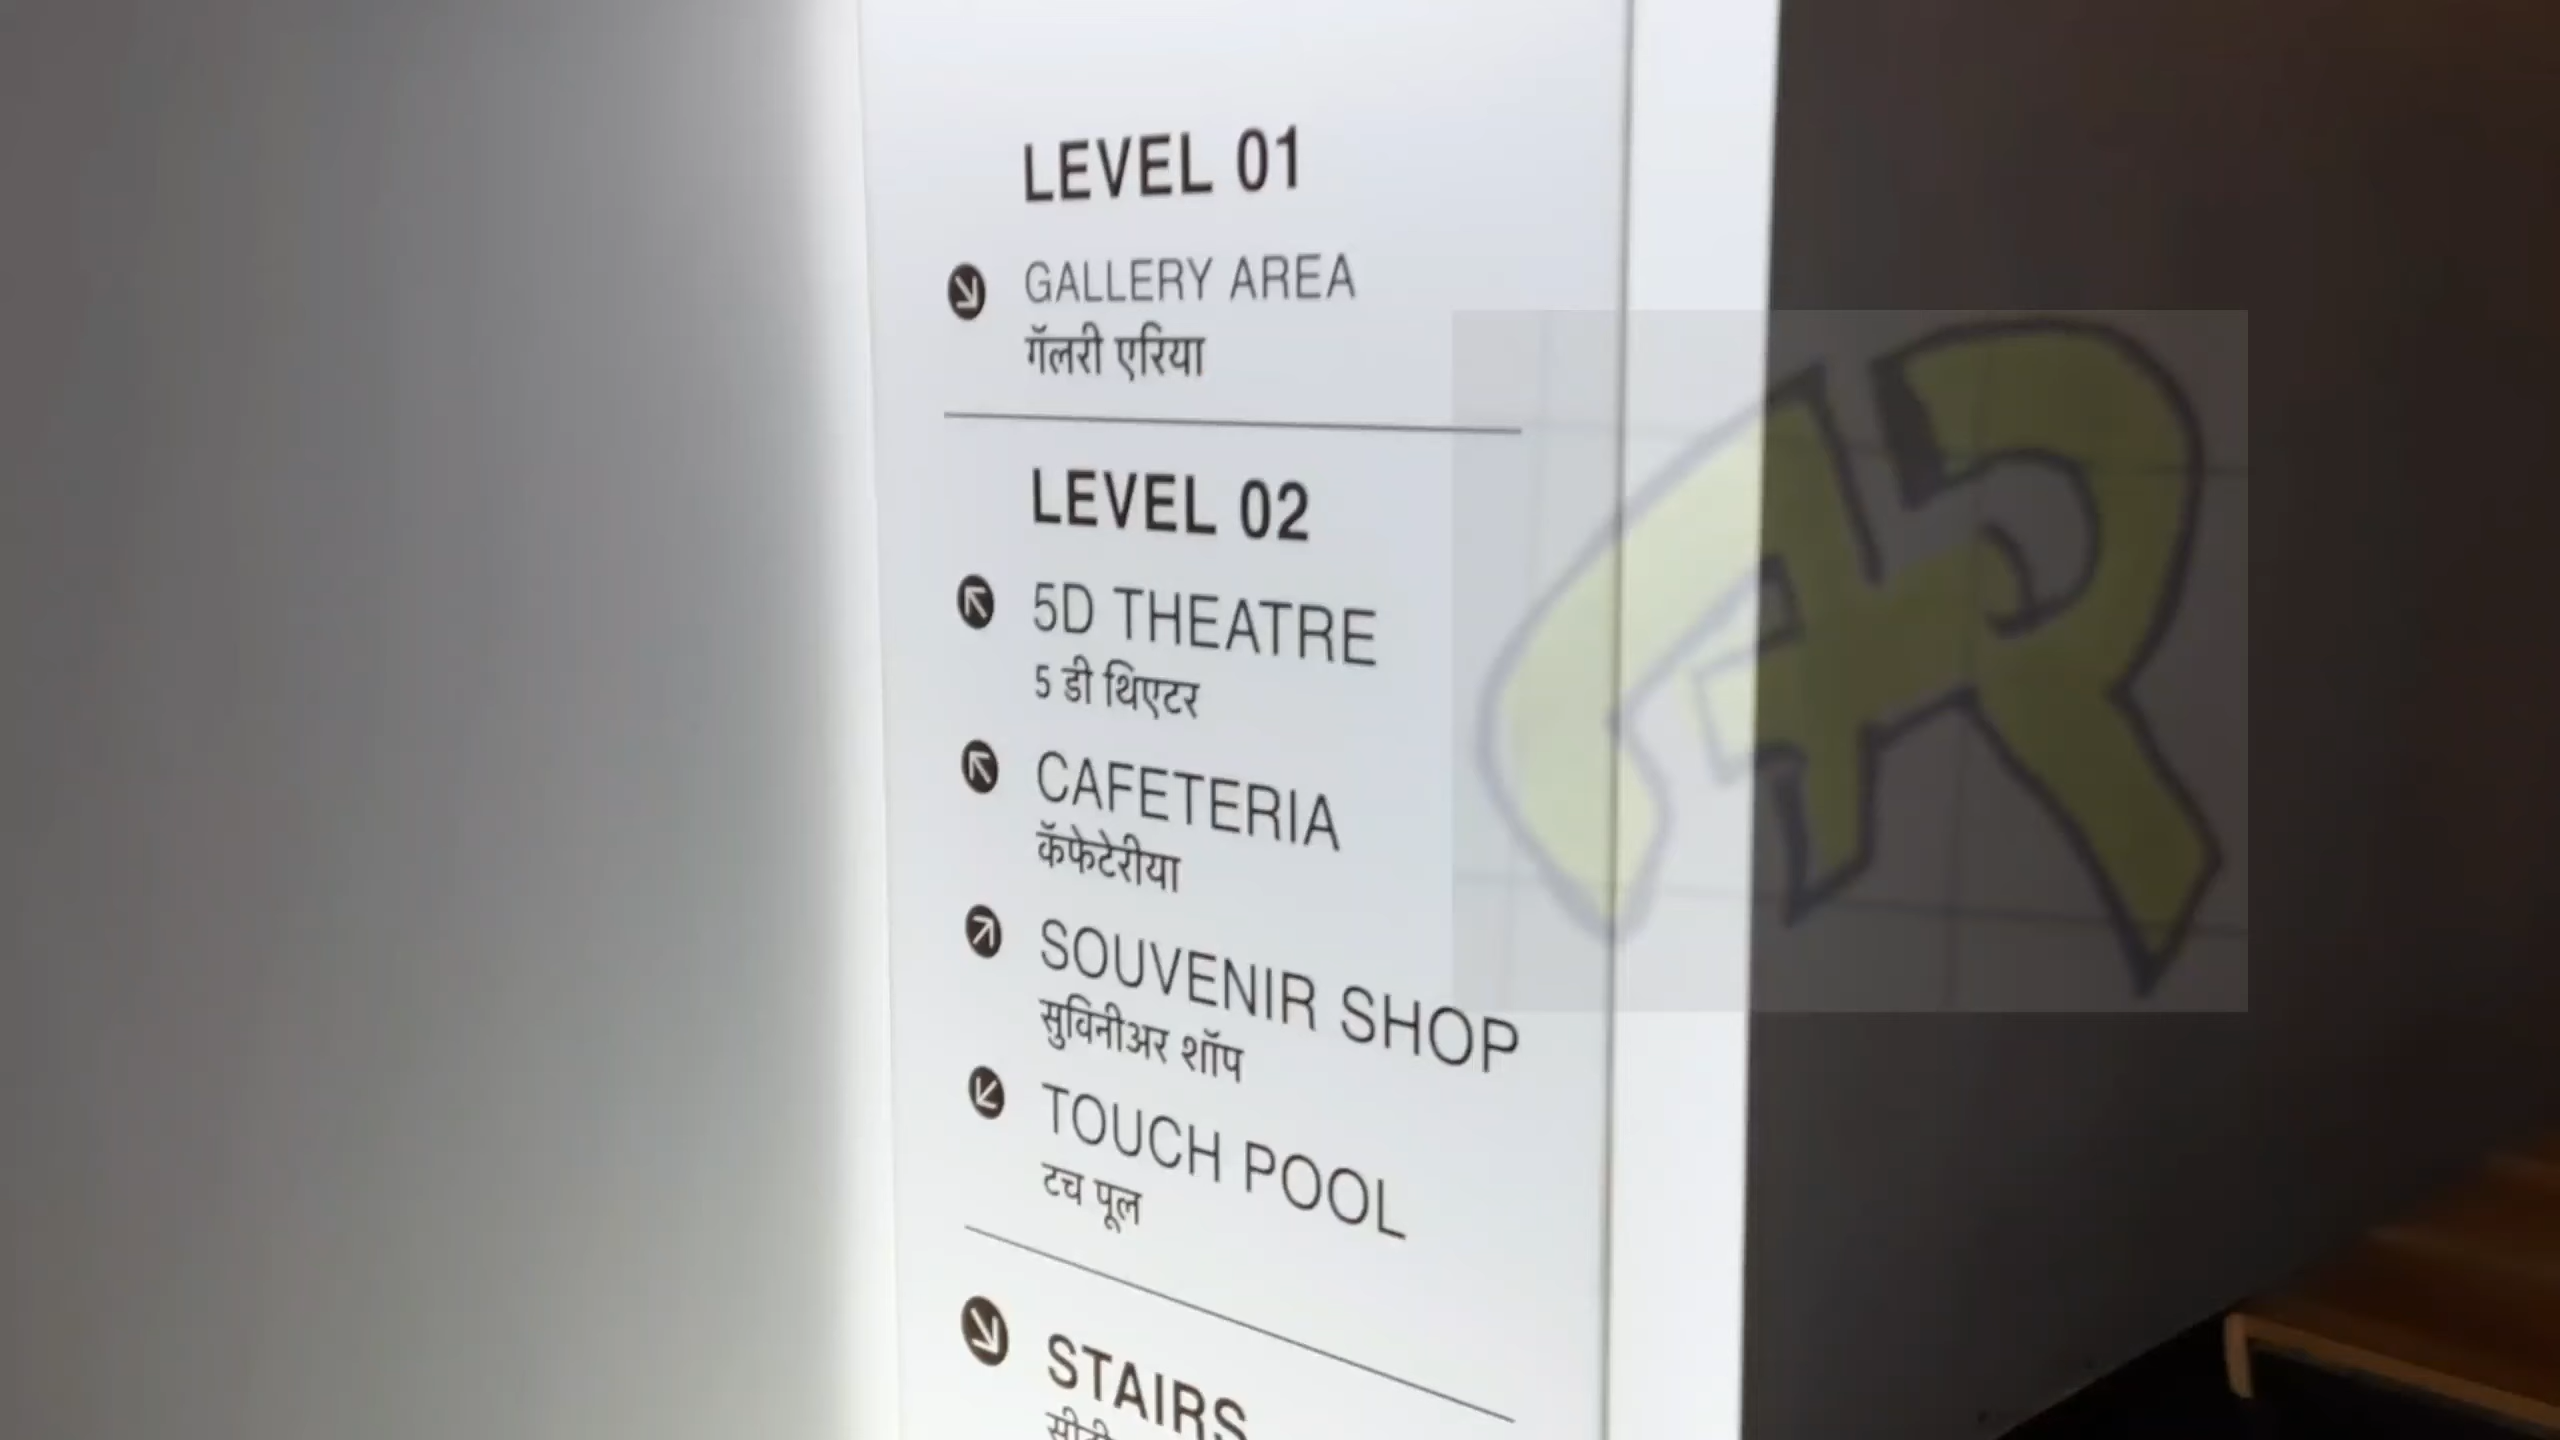 LEVEL 01
GALLERY AREA
गॅलरी एरिया
LEVEL 02
5D THEATRE
5 डी थिएटर
CAFETERIA
कॅफेटेरीया
SOUVENIR SHOP
सुविनीअर शॉप
TOUCH POOL
टच पूल
STAIRS